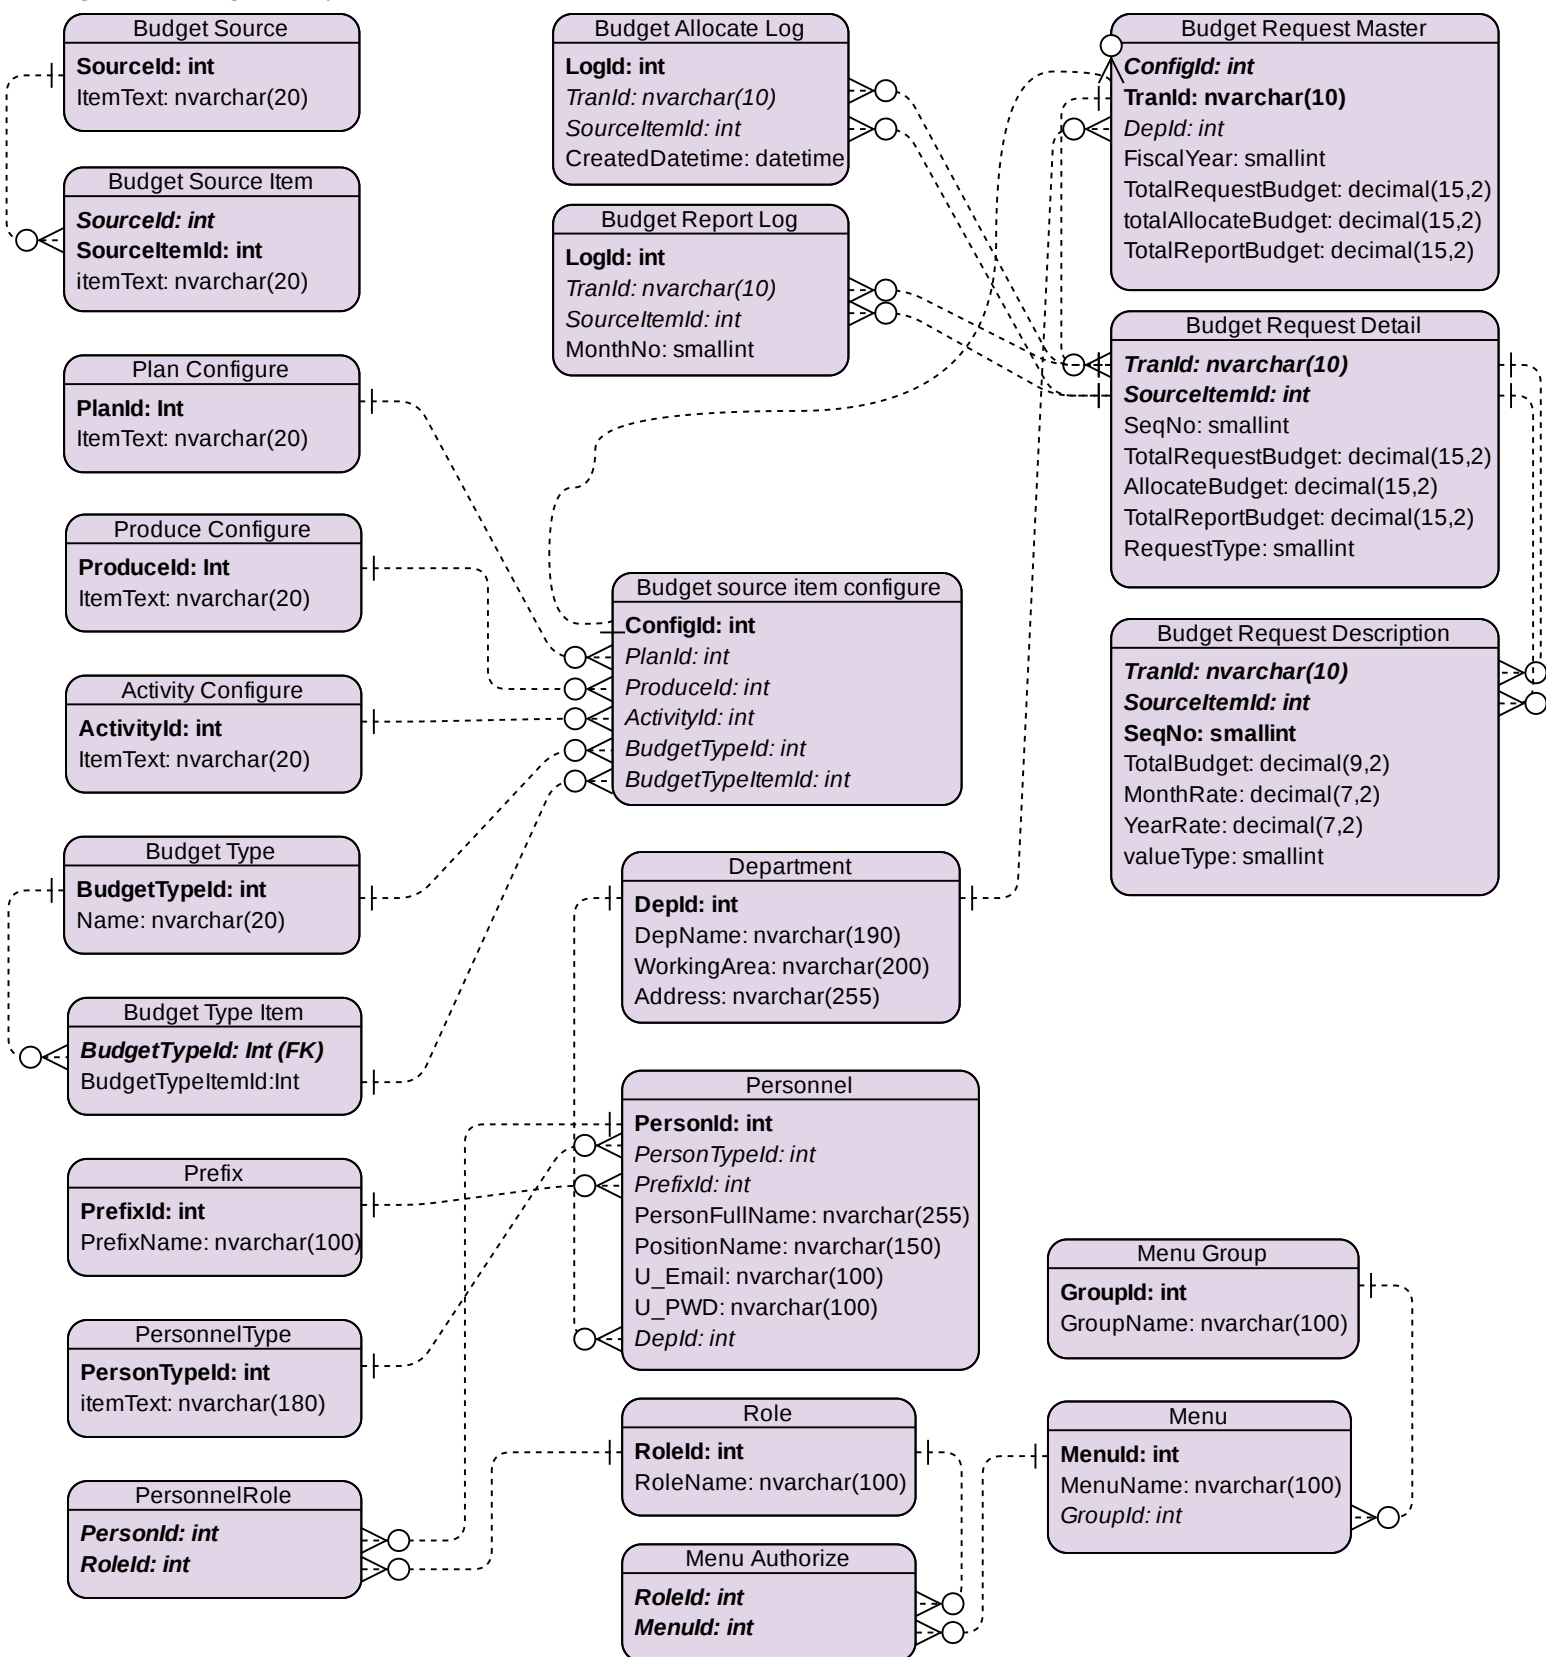 Budget Source
SourceId: int
ItemText: nvarchar(20)
Budget Source Item
SourceId: int
SourceItemId: int
itemText: nvarchar(20)
Plan Configure
PlanId: Int
ItemText: nvarchar(20)
Produce Configure
ProduceId: Int
ItemText: nvarchar(20)
Activity Configure
ActivityId: int
ItemText: nvarchar(20)
Budget Type
BudgetTypeId: int
Name: nvarchar(20)
Budget Type Item
BudgetTypeId: Int (FK)
BudgetTypeItemId:Int
Prefix
PrefixId: int
PrefixName: nvarchar(100)
PersonnelType
PersonTypeId: int
itemText: nvarchar(180)
PersonnelRole
PersonId: int
RoleId: int
Budget Allocate Log
LogId: int
TranId: nvarchar(10)
SourceItemId: int
CreatedDatetime: datetime
Budget Report Log
LogId: int
TranId: nvarchar(10)
SourceItemId: int
MonthNo: smallint
Budget source item configure
ConfigId: int
PlanId: int
ProduceId: int
ActivityId: int
BudgetTypeId: int
BudgetTypeItemId: int
Department
DepId: int
DepName: nvarchar(190)
WorkingArea: nvarchar(200)
Address: nvarchar(255)
Personnel
PersonId: int
PersonTypeId: int
PrefixId: int
PersonFullName: nvarchar(255)
PositionName: nvarchar(150)
U_Email: nvarchar(100)
U_PWD: nvarchar(100)
DepId: int
Role
RoleId: int
RoleName: nvarchar(100)
Menu Authorize
RoleId: int
MenuId: int
Budget Request Master
ConfigId: int
TranId: nvarchar(10)
DepId: int
FiscalYear: smallint
TotalRequestBudget: decimal(15,2)
totalAllocateBudget: decimal(15,2)
TotalReportBudget: decimal(15,2)
Budget Request Detail
TranId: nvarchar(10)
SourceItemId: int
SeqNo: smallint
TotalRequestBudget: decimal(15,2)
AllocateBudget: decimal(15,2)
TotalReportBudget: decimal(15,2)
RequestType: smallint
Budget Request Description
TranId: nvarchar(10)
SourceItemId: int
SeqNo: smallint
TotalBudget: decimal(9,2)
MonthRate: decimal(7,2)
YearRate: decimal(7,2)
valueType: smallint
Menu Group
GroupId: int
GroupName: nvarchar(100)
Menu
MenuId: int
MenuName: nvarchar(100)
GroupId: int